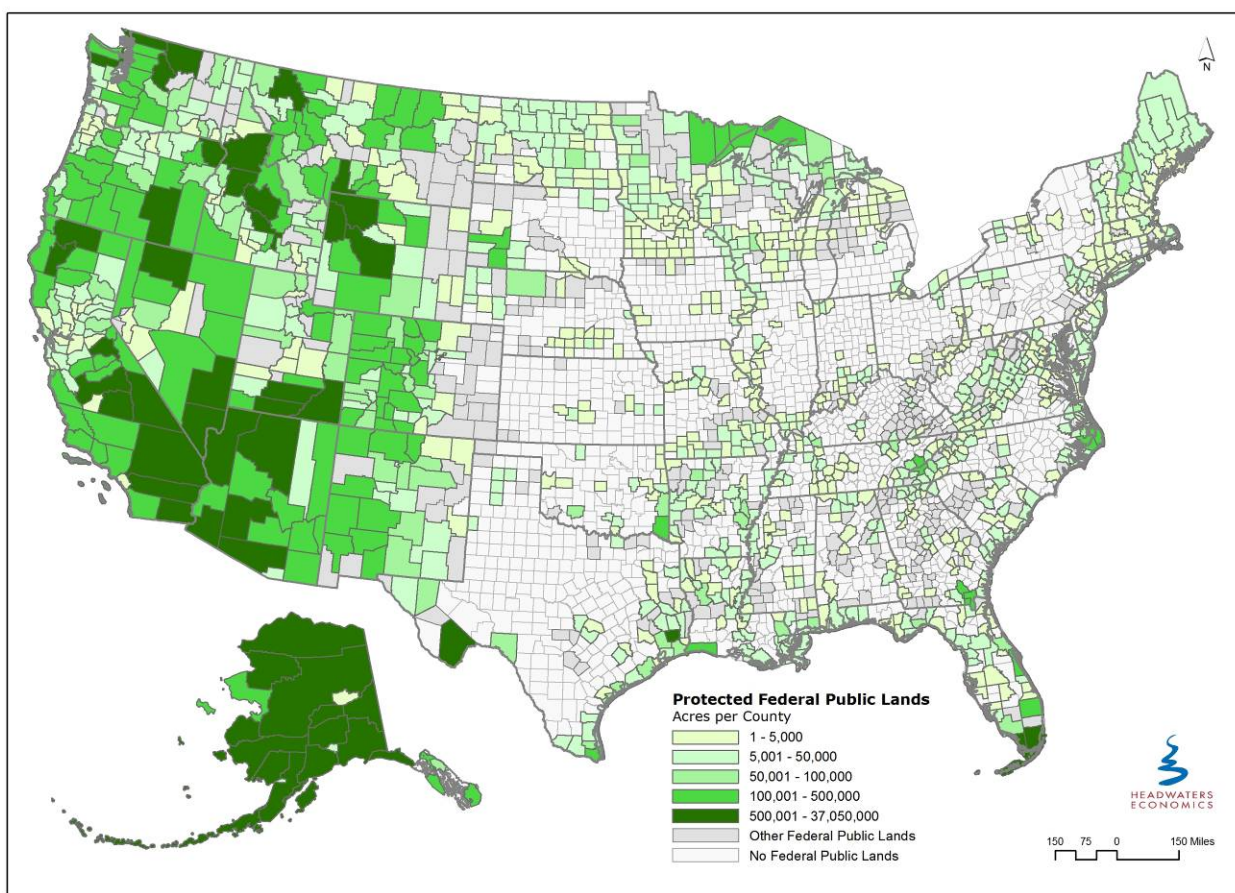 N
Protected Federal Public Lands
Acres per County
1 - 5,000
5,001 - 50,000
50,001 - 100,000
100,001 - 500,000
500,001 - 37,050,000
Other Federal Public Lands
No Federal Public Lands
HEADWATERS
ECONOMICS
150 75 0 150 Miles